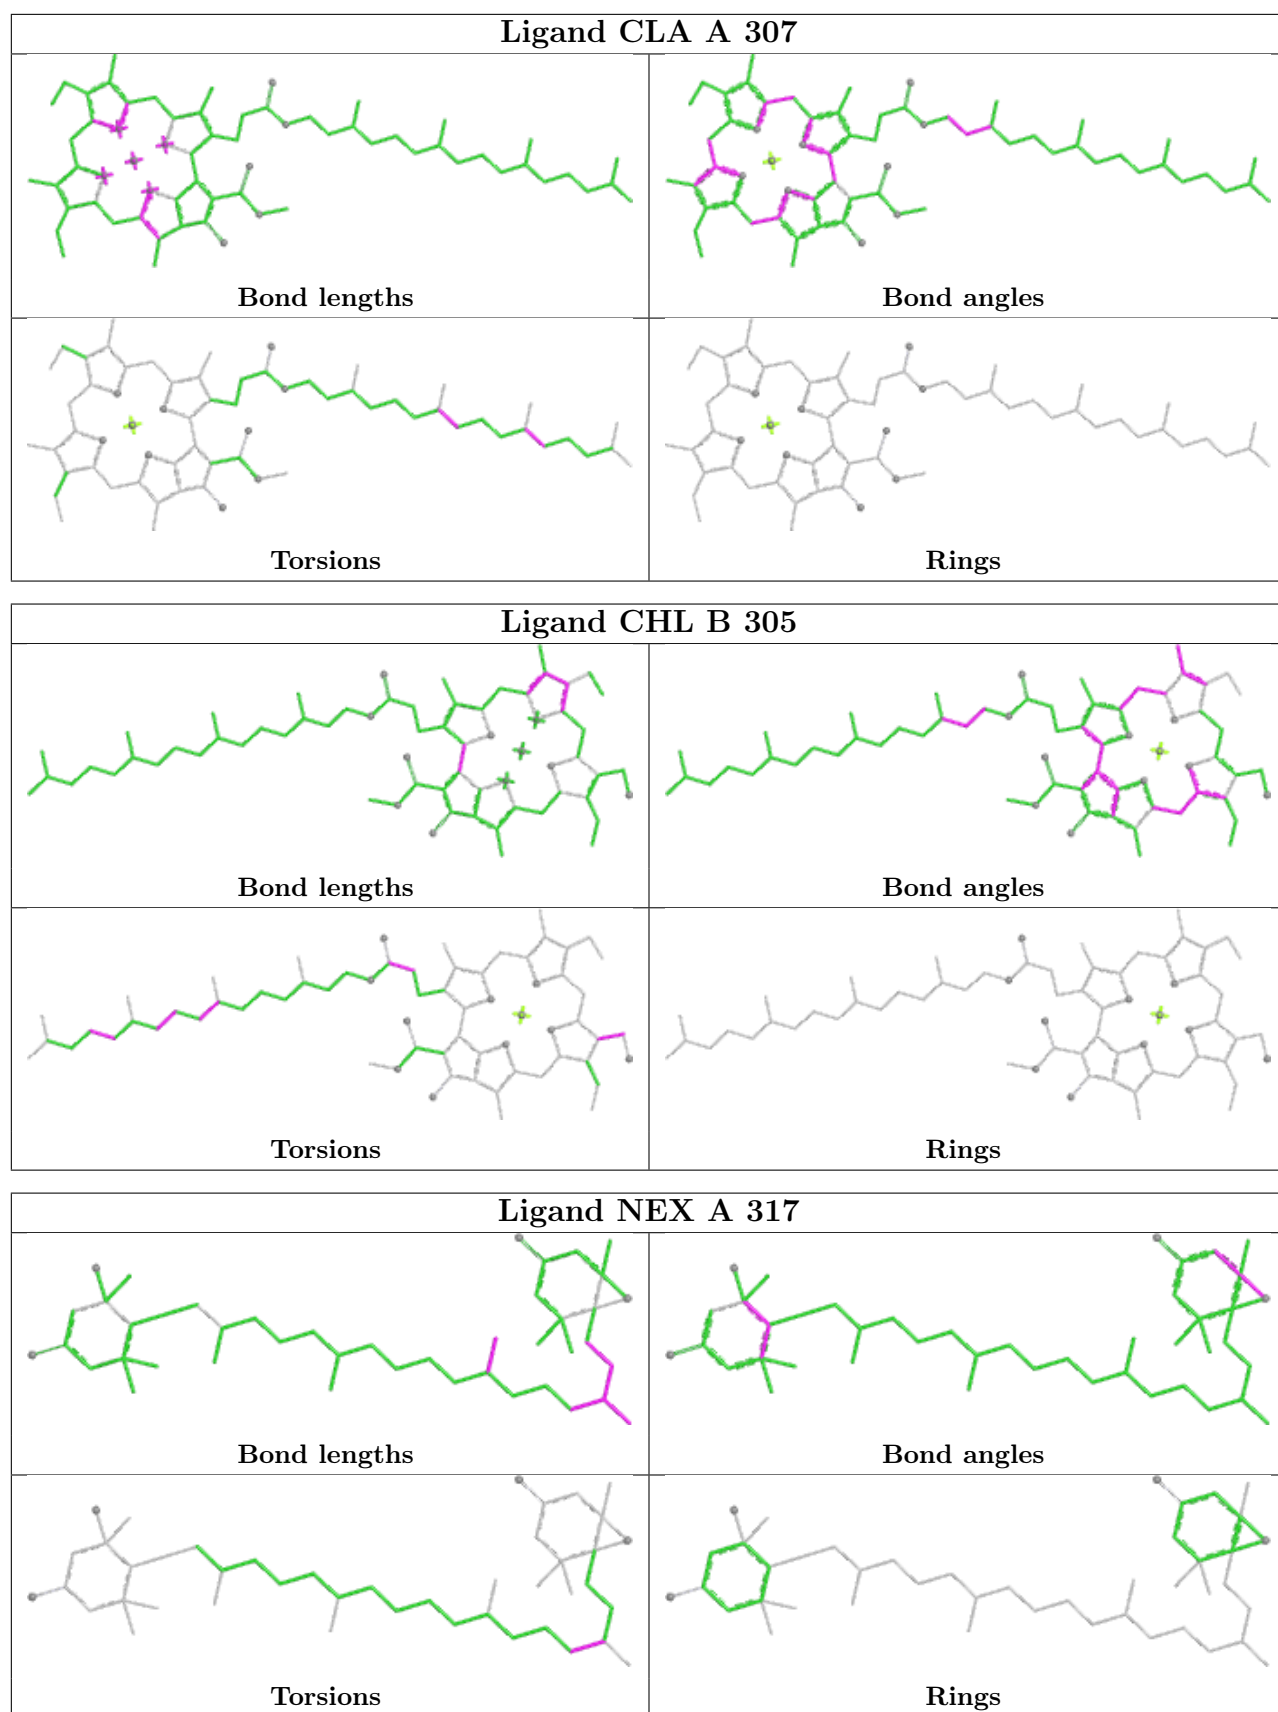 Ligand CLA A 307
Bond lengths
Bond angles
Torsions
Rings
Ligand CHL B 305
Bond lengths
Bond angles
Torsions
Rings
Ligand NEX A 317
Bond lengths
Bond angles
Torsions
Rings